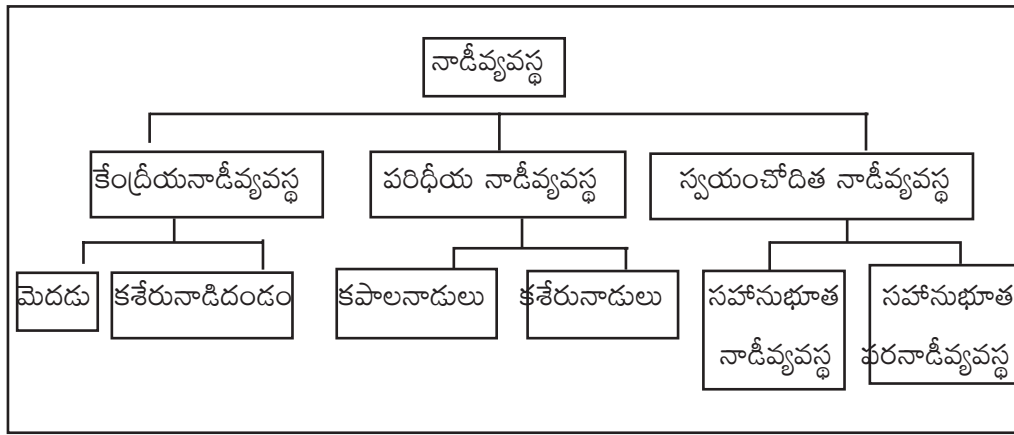 నాడీవ్యవస్థ
కేంద్రీయనాడీవ్యవస్థ
పరిధీయ నాడీవ్యవస్థ
స్వయంచోదిత నాడీవ్యవస్థ
మెదడు
కశేరునాడిదండం
కపాలనాడులు
కశేరునాడులు
సహానుభూత
నాడీవ్యవస్థ
సహానుభూత
పరనాడీవ్యవస్థ